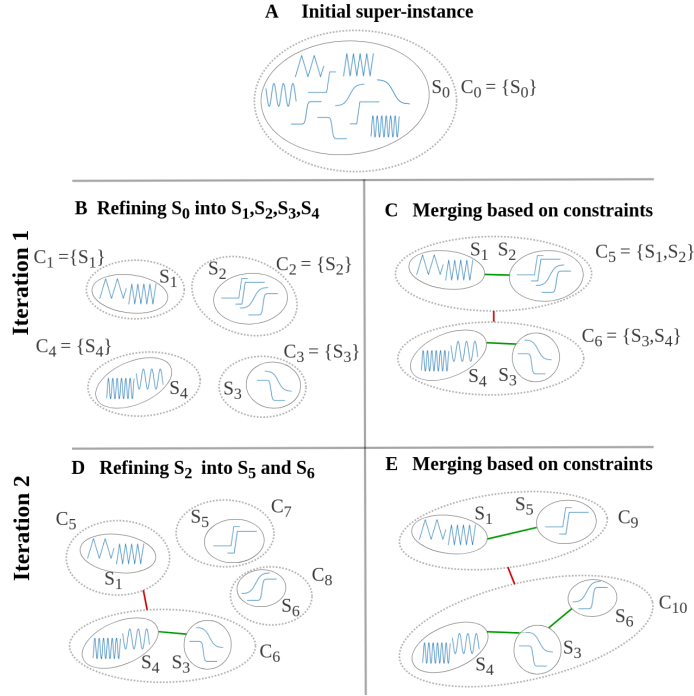 A Initial super-instance
S0 C0 = {S0}
Iteration 1
B Refining S0 into S1,S2,S3,S4
C1 ={S1}
S1
S2
C2 = {S2}
C4 = {S4}
S4
C3 = {S3}
S3
C Merging based on constraints
S1 S2
C5 = {S1,S2}
C6 = {S3,S4}
S4 S3
Iteration 2
D Refining S2 into S5 and S6
C5
S1
S5
C7
C8
S6
S4 S3
C6
E Merging based on constraints
S1
S5
C9
C10
S6
S3
S4